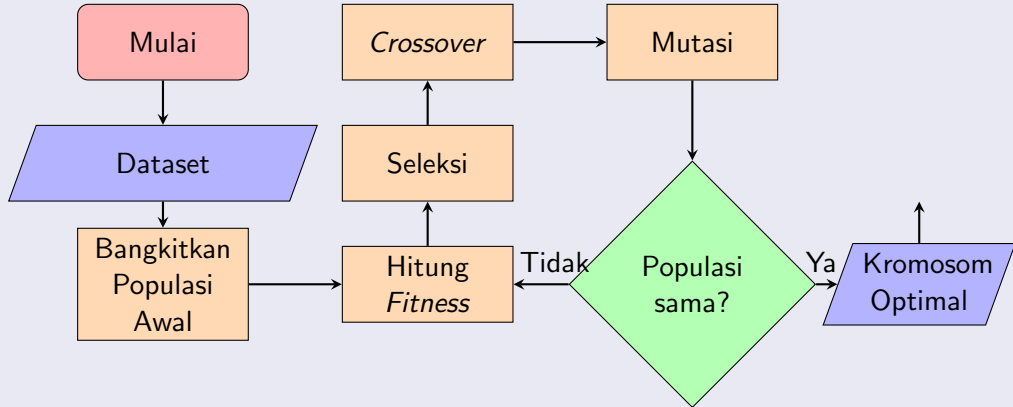 Mulai
Dataset
Bangkitkan
Populasi
Awal
Hitung
Fitness
Seleksi
Crossover
Mutasi
Populasi
sama?
Tidak
Ya
Kromosom
Optimal